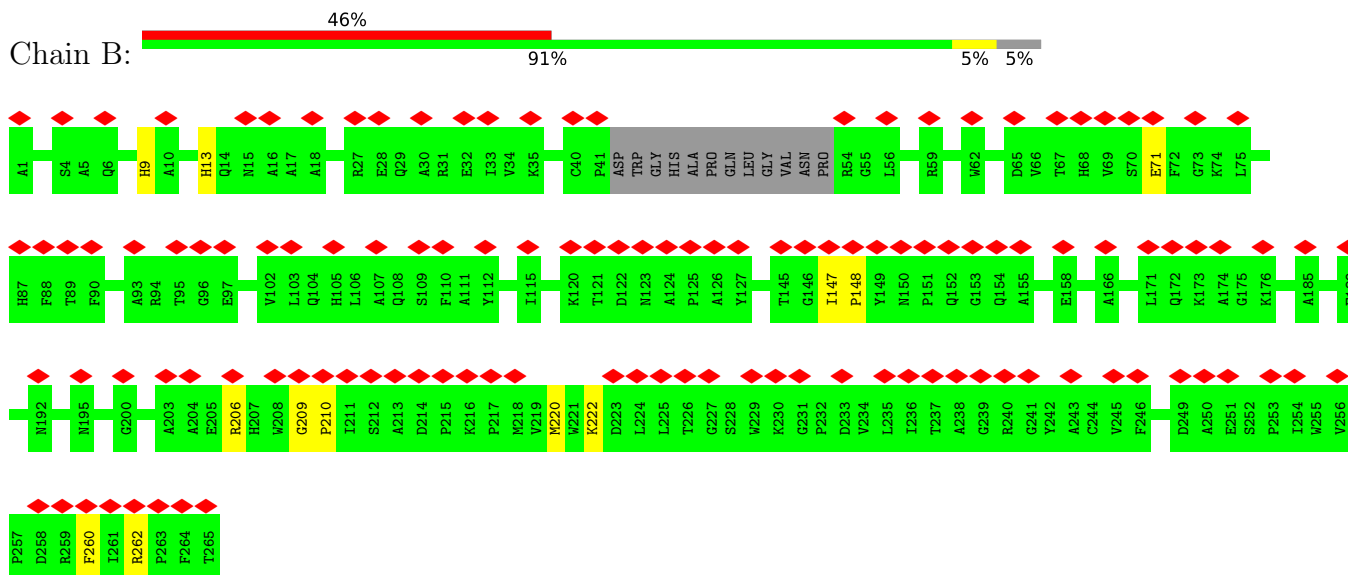 46%
Chain B:
91% 5% 5%
A1 S4 A5 Q6 H9 A10 H13 Q14 N15 A16 A17 A18 R27 E28 Q29 A30 R31 E32 I33 V34 K35 C40 P41 ASP TRP GLY HIS ALA PRO GLN LEU GLY VAL ASN PRO R54 G55 L56 R59 W62 D65 V66 T67 H68 V69 S70 E71 F72 G73 K74 L75
H87 F88 T89 F90 A93 R94 T95 G96 E97 V102 L103 Q104 H105 L106 A107 Q108 S109 F110 A111 Y112 I115 K120 T121 D122 N123 A124 P125 A126 Y127 T145 G146 I147 P148 Y149 N150 P151 Q152 G153 Q154 A155 E158 A166 L171 Q172 K173 A174 G175 K176 A185
N192 N195 G200 A203 A204 E205 R206 H207 W208 G209 P210 I211 S212 A213 D214 P215 K216 P217 M218 V219 M220 W221 K222 D223 L224 L225 T226 G227 S228 W229 K230 G231 P232 D233 V234 L235 I236 T237 A238 G239 R240 G241 Y242 A243 C244 V245 F246 D249 A250 E251 S252 P253 I254 W255 V256
P257 D258 R259 F260 I261 R262 P263 F264 T265